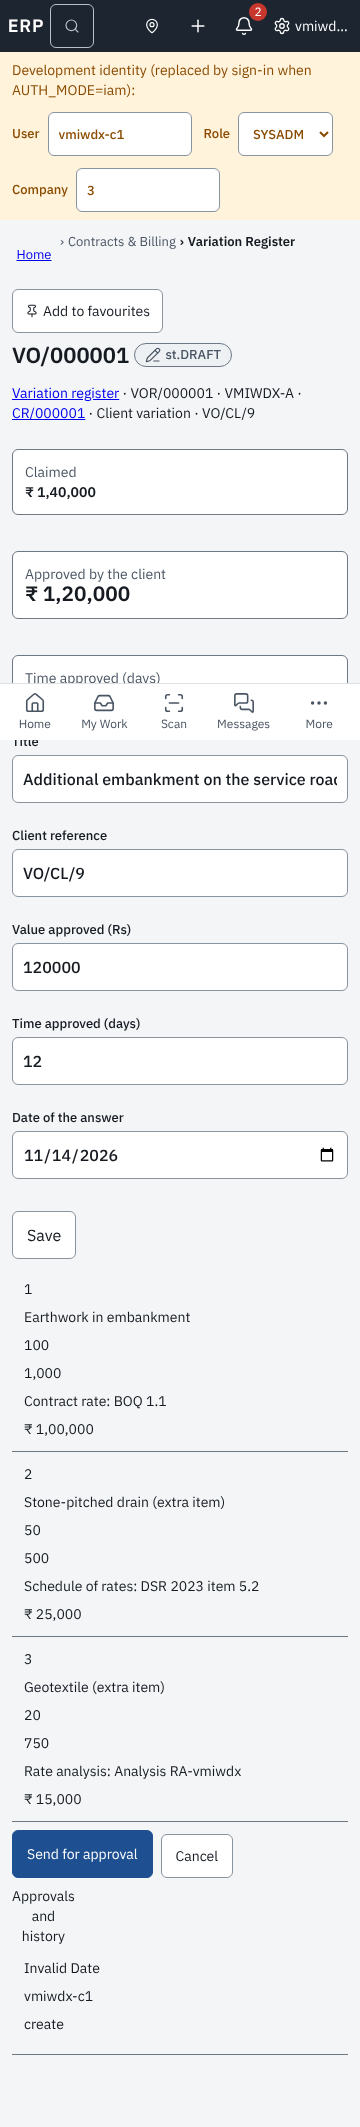 ERP
2
vmiwd...
Development identity (replaced by sign-in when
AUTH_MODE=iam):
User vmiwdx-c1 Role SYSADM
Company 3
Home › Contracts & Billing › Variation Register
Add to favourites
VO/000001 st.DRAFT
Variation register · VOR/000001 · VMIWDX-A ·
CR/000001 · Client variation · VO/CL/9
Claimed
₹ 1,40,000
Approved by the client
₹ 1,20,000
Time approved (days)
Home My Work Scan Messages More
Title
Additional embankment on the service road
Client reference
VO/CL/9
Value approved (Rs)
120000
Time approved (days)
12
Date of the answer
11/14/2026
Save
1
Earthwork in embankment
100
1,000
Contract rate: BOQ 1.1
₹ 1,00,000
2
Stone-pitched drain (extra item)
50
500
Schedule of rates: DSR 2023 item 5.2
₹ 25,000
3
Geotextile (extra item)
20
750
Rate analysis: Analysis RA-vmiwdx
₹ 15,000
Send for approval Cancel
Approvals
and
history
Invalid Date
vmiwdx-c1
create